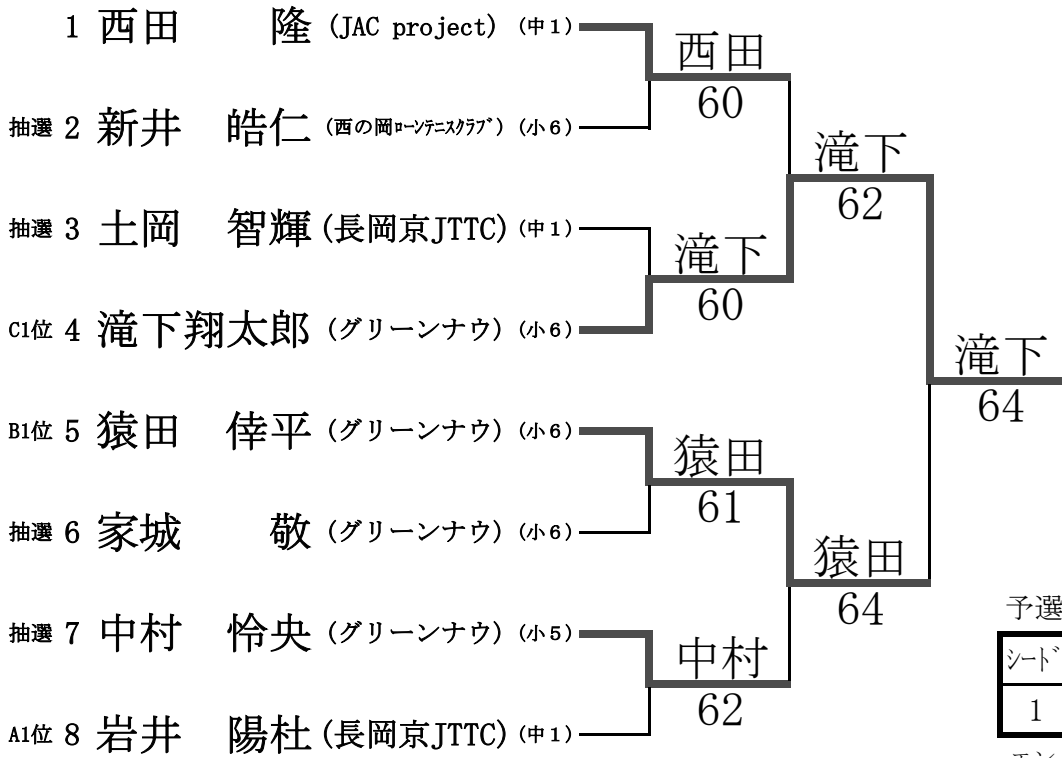 1 西田 隆 (JAC project) (中1)
西田
60
抽選 2 新井 皓仁 (西の岡ローンテニスクラブ) (小6)
滝下
62
抽選 3 土岡 智輝 (長岡京JTTC) (中1)
滝下
60
C1位 4 滝下翔太郎 (グリーンナウ) (小6)
滝下
64
B1位 5 猿田 倖平 (グリーンナウ) (小6)
猿田
61
抽選 6 家城 敬 (グリーンナウ) (小6)
猿田
64
抽選 7 中村 怜央 (グリーンナウ) (小5)
中村
62
A1位 8 岩井 陽杜 (長岡京JTTC) (中1)
予選
シード
1